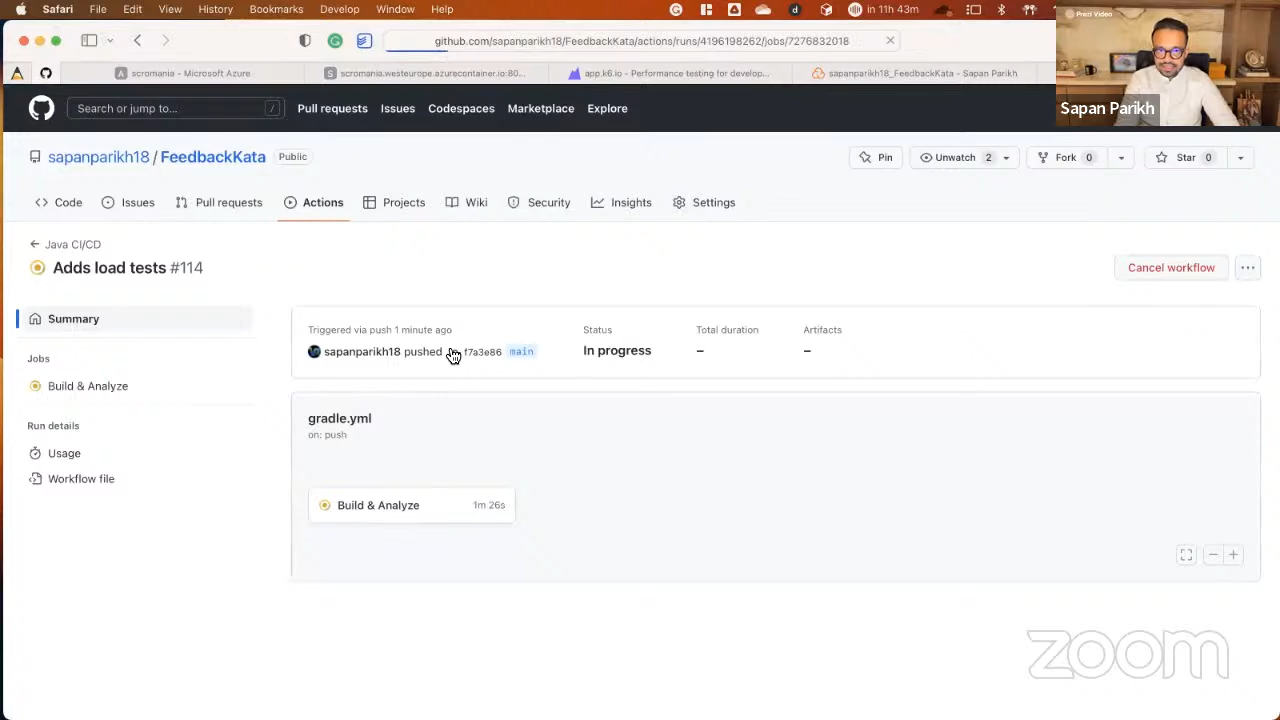 Safari File Edit View History Bookmarks Develop Window Help in 11h 43m
Prezi Video
github.com/sapanparikh18/FeedbackKata/actions/runs/4196198262/jobs/7276832018
scromania - Microsoft Azure
scromania.westeurope.azurecontainer.io:80...
app.k6.io - Performance testing for develop...
sapanparikh18_FeedbackKata - Sapan Parikh
Sapan Parikh
Search or jump to... /
Pull requests Issues Codespaces Marketplace Explore
sapanparikh18 / FeedbackKata Public
Pin Unwatch 2 Fork 0 Star 0
Code Issues Pull requests Actions Projects Wiki Security Insights Settings
Java CI/CD
Adds load tests #114
Cancel workflow
Summary
Triggered via push 1 minute ago Status Total duration Artifacts
sapanparikh18 pushed f7a3e86 main In progress – –
Jobs
Build & Analyze
gradle.yml
on: push
Run details
Usage
Workflow file
Build & Analyze 1m 26s
zoom